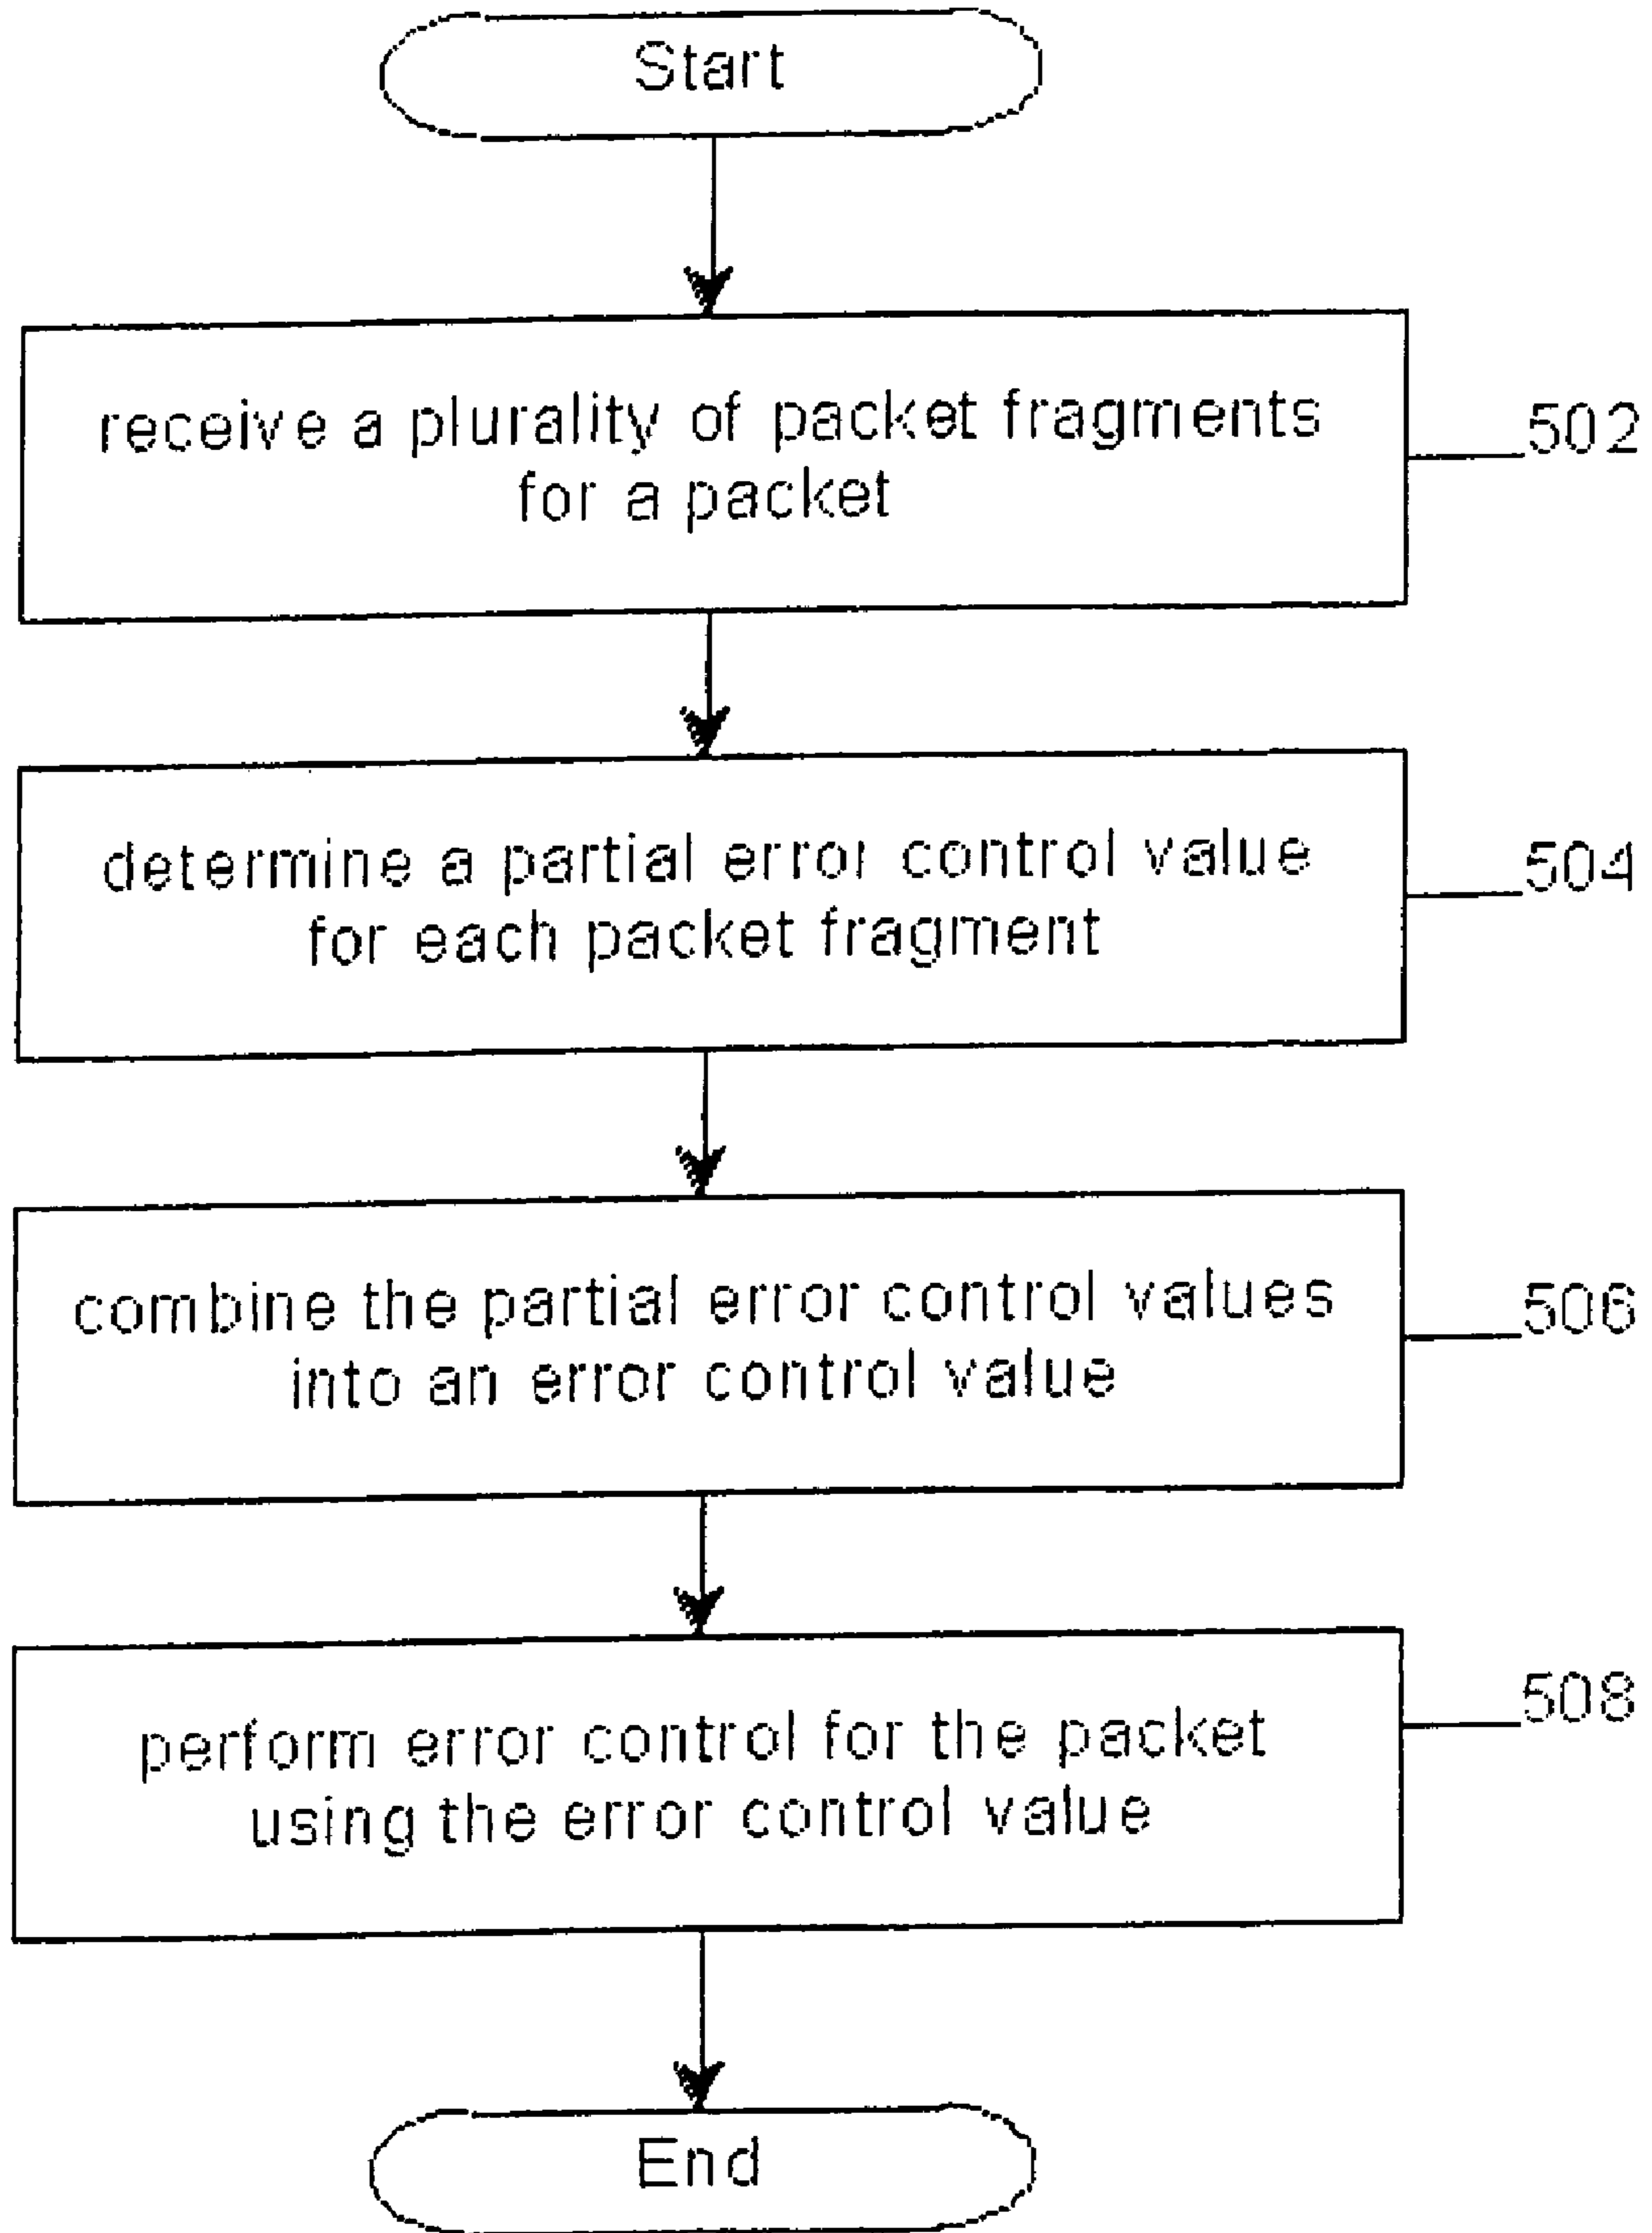 Start
receive a plurality of packet fragments
for a packet
502
determine a partial error control value
for each packet fragment
504
combine the partial error control values
into an error control value
506
perform error control for the packet
using the error control value
508
End